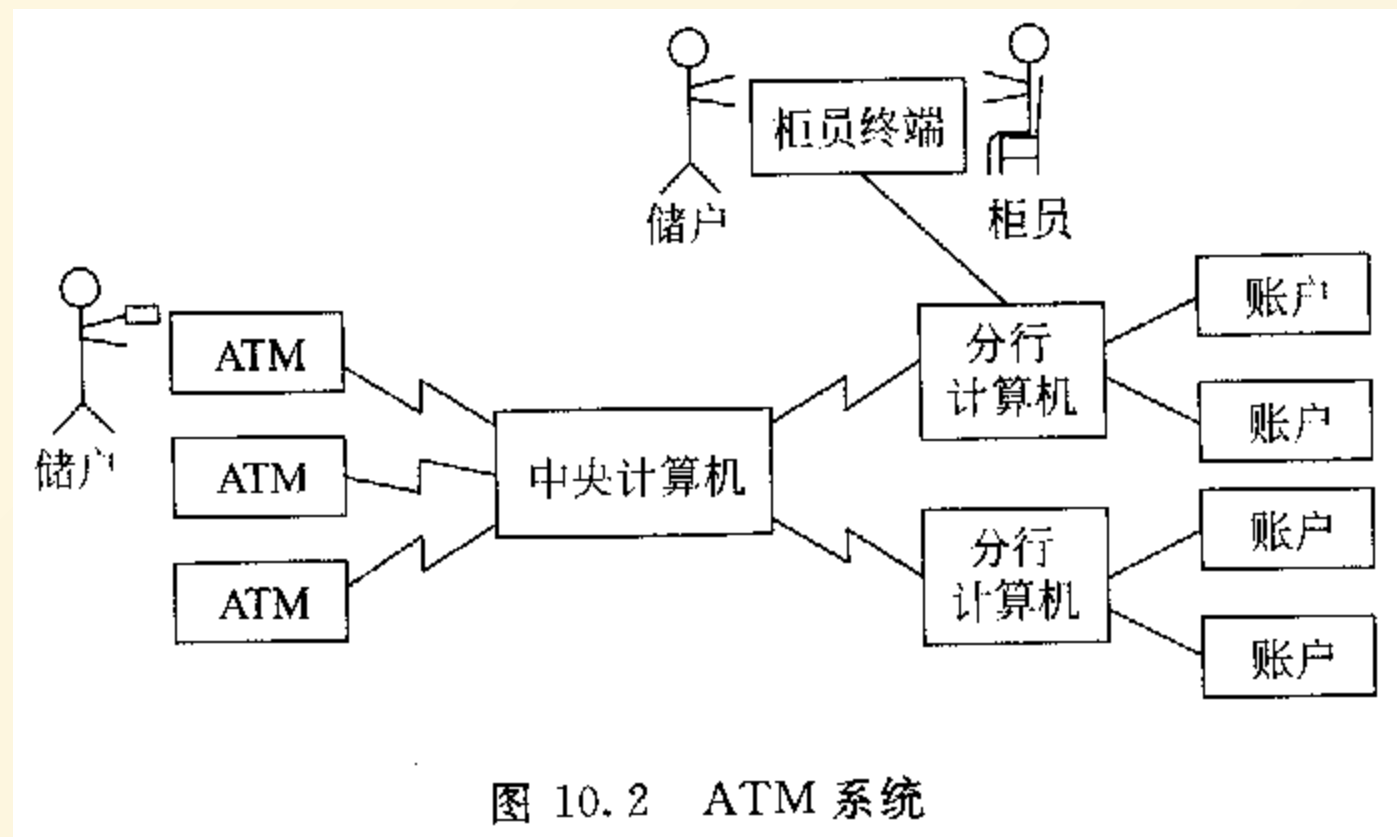 柜员终端
储户
柜员
账户
分行
计算机
ATM
账户
储户
ATM
中央计算机
账户
分行
计算机
ATM
账户
图 10.2 ATM 系统